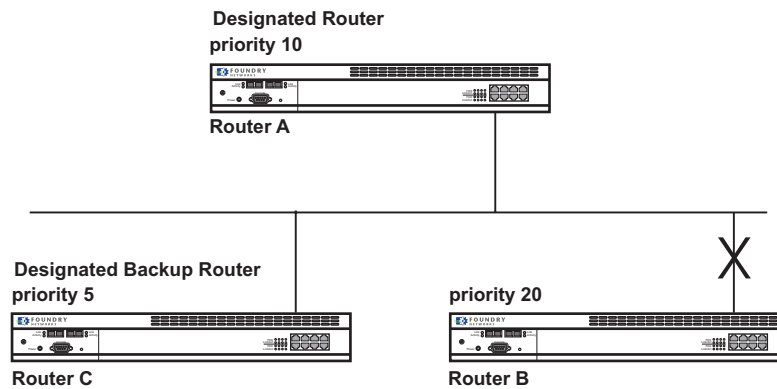 Designated Router
priority 10
FOUNDRY
NETWORKS
Router A
Designated Backup Router
priority 5
FOUNDRY
NETWORKS
Router C
priority 20
FOUNDRY
NETWORKS
Router B
X